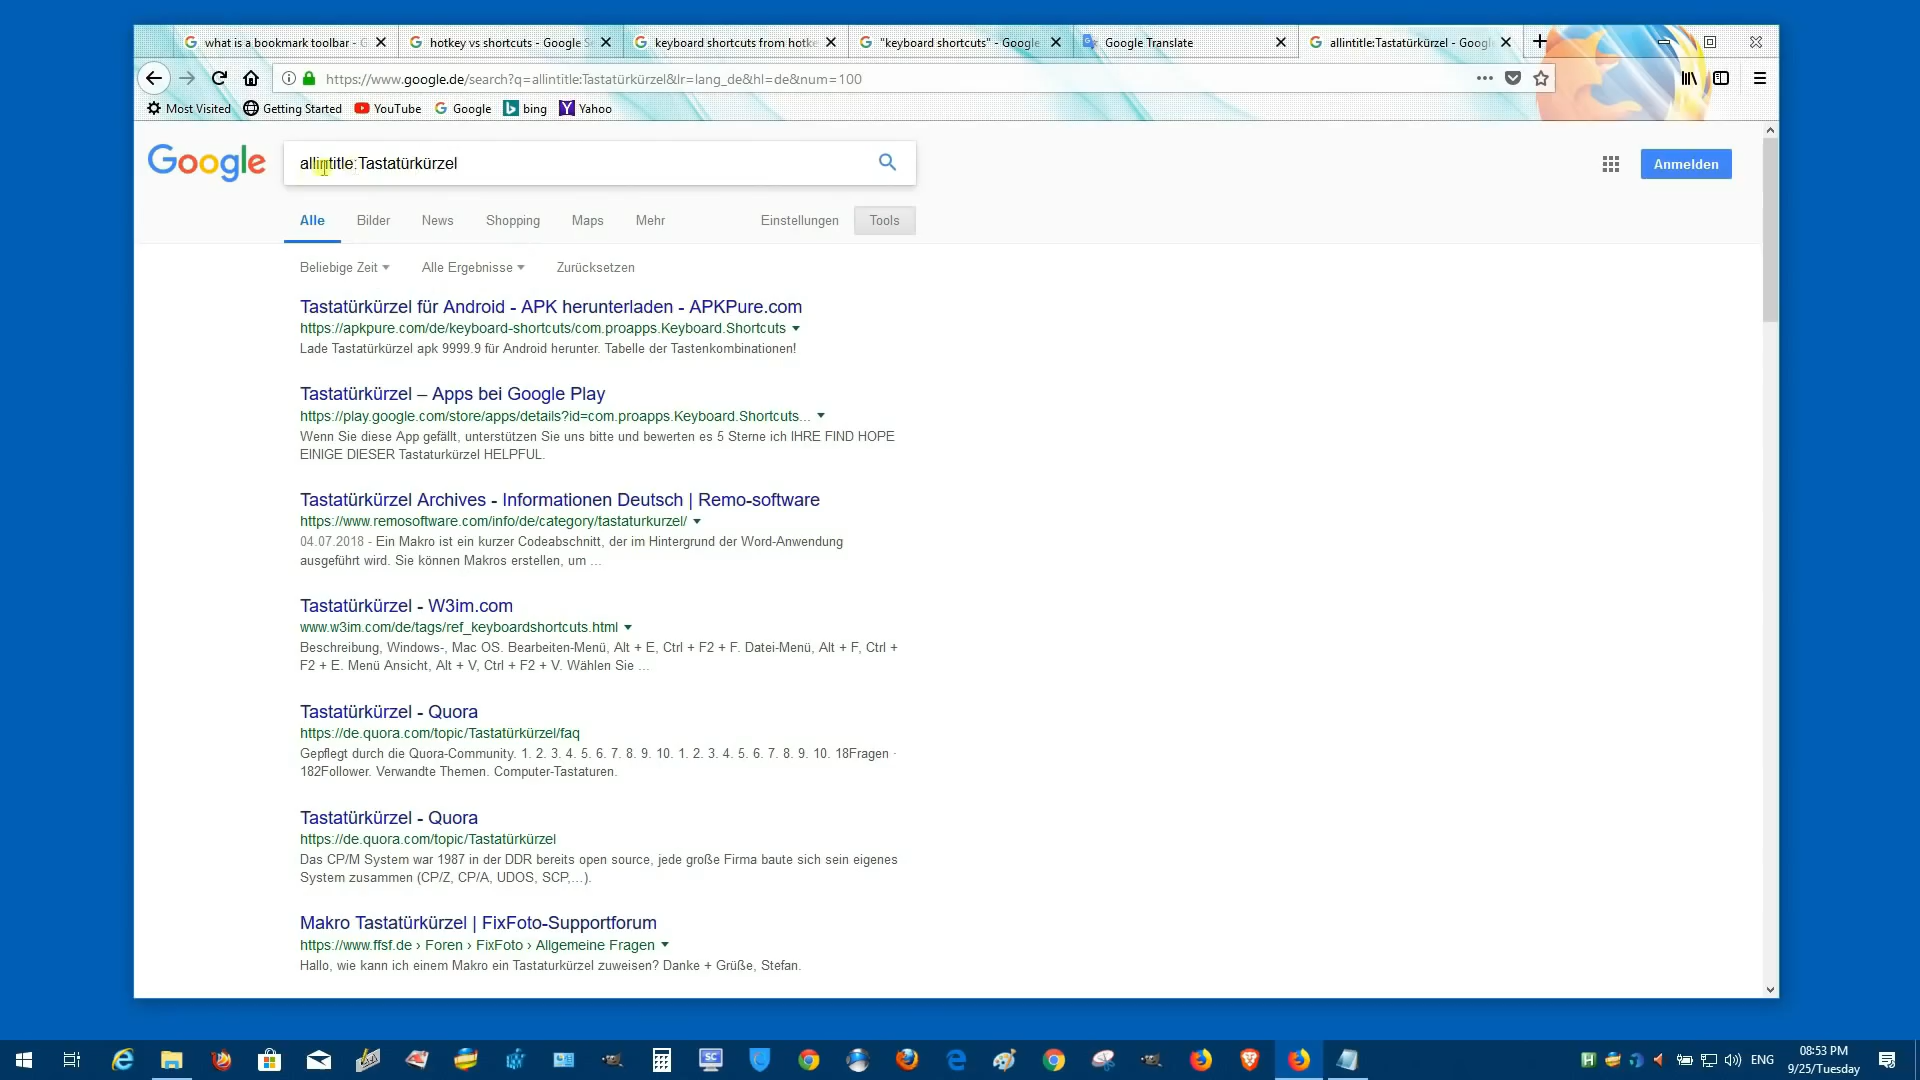 what is a bookmark toolbar - G
hotkey vs shortcuts - Google Se
keyboard shortcuts from hotke
"keyboard shortcuts" - Google
Google Translate
allintitle:Tastatürkürzel - Googl
https://www.google.de/search?q=allintitle:Tastatürkürzel&lr=lang_de&hl=de&num=100
Most Visited
Getting Started
YouTube
Google
bing
Yahoo
Google
allintitle:Tastatürkürzel
Anmelden
Alle
Bilder
News
Shopping
Maps
Mehr
Einstellungen
Tools
Beliebige Zeit
Alle Ergebnisse
Zurücksetzen
Tastatürkürzel für Android - APK herunterladen - APKPure.com
https://apkpure.com/de/keyboard-shortcuts/com.proapps.Keyboard.Shortcuts
Lade Tastatürkürzel apk 9999.9 für Android herunter. Tabelle der Tastenkombinationen!
Tastatürkürzel – Apps bei Google Play
https://play.google.com/store/apps/details?id=com.proapps.Keyboard.Shortcuts...
Wenn Sie diese App gefällt, unterstützen Sie uns bitte und bewerten es 5 Sterne ich IHRE FIND HOPE
EINIGE DIESER Tastaturkürzel HELPFUL.
Tastatürkürzel Archives - Informationen Deutsch | Remo-software
https://www.remosoftware.com/info/de/category/tastaturkurzel/
04.07.2018 - Ein Makro ist ein kurzer Codeabschnitt, der im Hintergrund der Word-Anwendung
ausgeführt wird. Sie können Makros erstellen, um ...
Tastatürkürzel - W3im.com
www.w3im.com/de/tags/ref_keyboardshortcuts.html
Beschreibung, Windows-, Mac OS. Bearbeiten-Menü, Alt + E, Ctrl + F2 + F. Datei-Menü, Alt + F, Ctrl +
F2 + E. Menü Ansicht, Alt + V, Ctrl + F2 + V. Wählen Sie ...
Tastatürkürzel - Quora
https://de.quora.com/topic/Tastatürkürzel/faq
Gepflegt durch die Quora-Community. 1. 2. 3. 4. 5. 6. 7. 8. 9. 10. 1. 2. 3. 4. 5. 6. 7. 8. 9. 10. 18Fragen ·
182Follower. Verwandte Themen. Computer-Tastaturen.
Tastatürkürzel - Quora
https://de.quora.com/topic/Tastatürkürzel
Das CP/M System war 1987 in der DDR bereits open source, jede große Firma baute sich sein eigenes
System zusammen (CP/Z, CP/A, UDOS, SCP,...).
Makro Tastatürkürzel | FixFoto-Supportforum
https://www.ffsf.de › Foren › FixFoto › Allgemeine Fragen
Hallo, wie kann ich einem Makro ein Tastaturkürzel zuweisen? Danke + Grüße, Stefan.
SC
H
ENG
08:53 PM
9/25/Tuesday